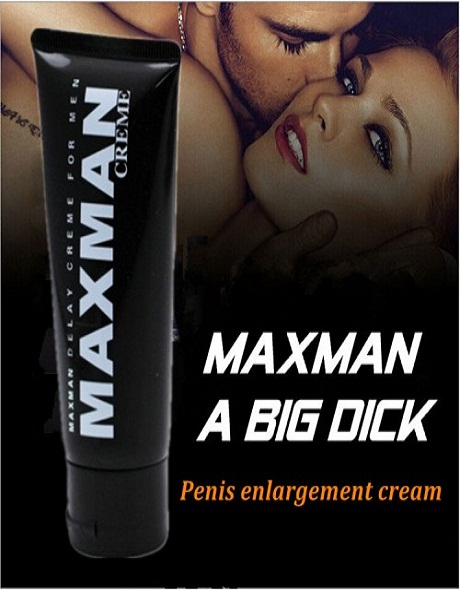 MAXMAN DELAY CREME FOR MEN
MAXMAN
CREME
MAXMAN
A BIG DICK
Penis enlargement cream